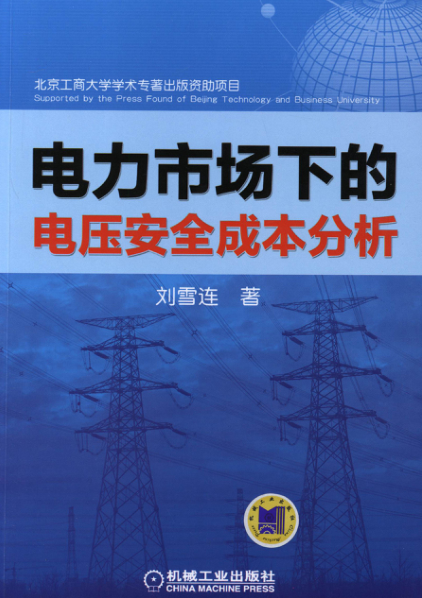 北京工商大学学术专著出版资助项目
Supported by the Press Found of Beijing Technology and Business University
电力市场下的
电压安全成本分析
刘雪连 著
机械工业出版社
CHINA MACHINE PRESS